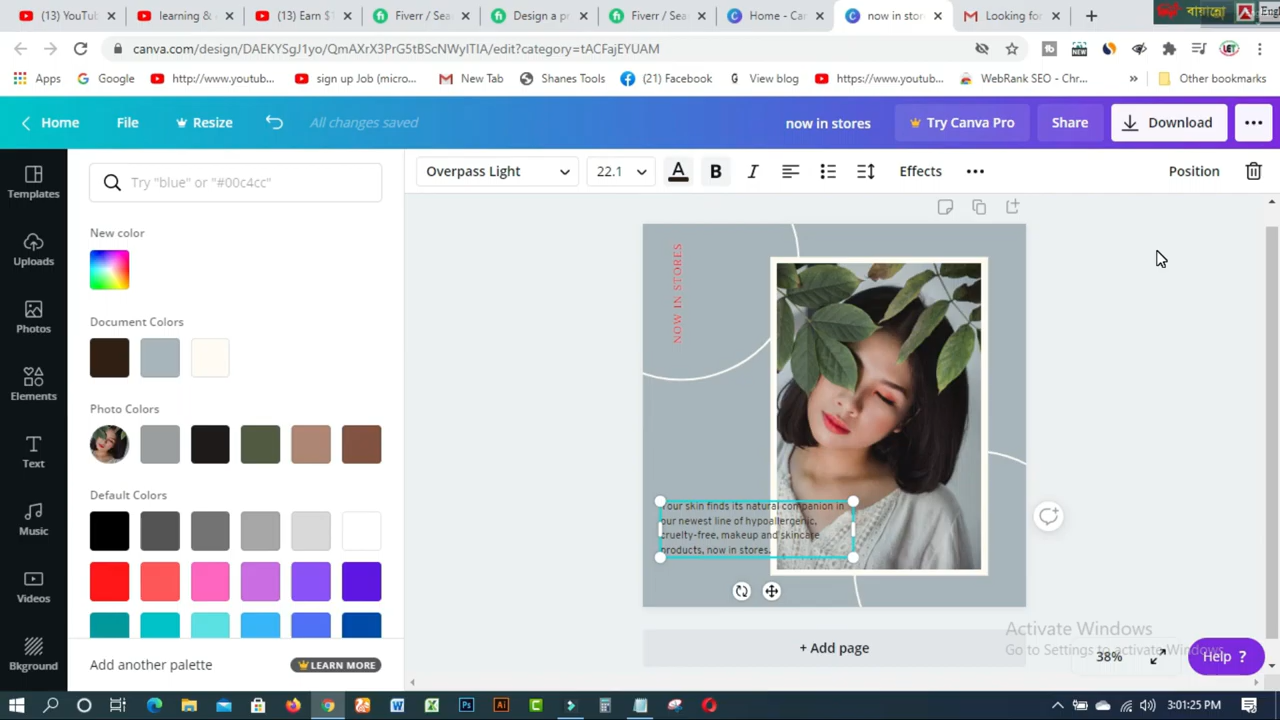 (13) YouTu
learning &
(13) Earn $
Fiverr / Sea
Design s
Fiverr / Sea
Home - Ca
now in stor
Looking for
বায়ান্নো
Engl
canva.com/design/DAEKYSgJ1yo/QmAXrX3PrG5tBScNWyITIA/edit?category=tACFajEYUAM
NEW
LET
Apps
Google
http://www.youtub...
sign up Job (micro...
New Tab
Shanes Tools
(21) Facebook
View blog
https://www.youtub...
WebRank SEO - Chr...
»
Other bookmarks
Home
File
Resize
All changes saved
now in stores
Try Canva Pro
Share
Download
Templates
Uploads
Photos
Elements
Text
Music
Videos
Bkground
Try "blue" or "#00c4cc"
New color
Document Colors
Photo Colors
Default Colors
Add another palette
LEARN MORE
Overpass Light
22.1
A
B
I
Effects
Position
NOW IN STORES
Your skin finds its natural companion in
our newest line of hypoallergenic,
cruelty-free, makeup and skincare
products, now in stores.
+ Add page
Activate Windows
Go to Settings to activate Windows.
38%
Help ?
3:01:25 PM